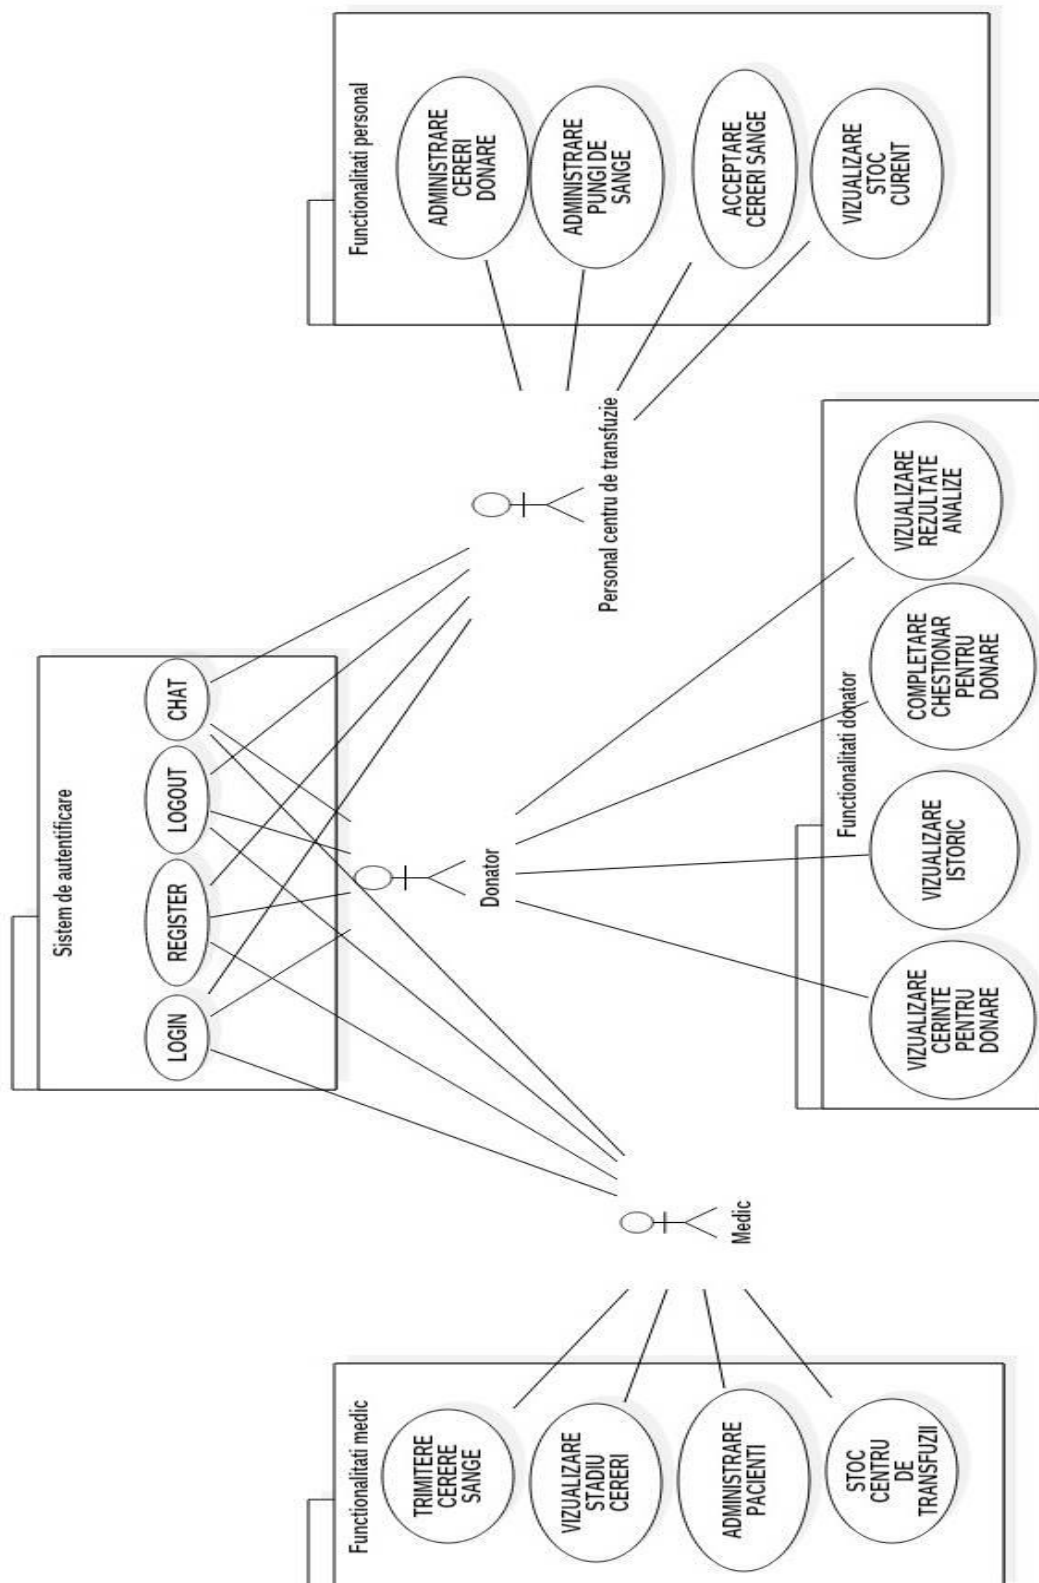 Sistem de autentificare
LOGIN
REGISTER
LOGOUT
CHAT
Functionalitati medic
TRIMITERE
CERERE
SANGE
VIZUALIZARE
STADIU
CERERI
ADMINISTRARE
PACIENTI
STOC
CENTRU
DE
TRANSFUZII
Medic
Donator
Personal centru de transfuzie
Functionalitati personal
ADMINISTRARE
CERERI
DONARE
ADMINISTRARE
PUNGI DE
SANGE
ACCEPTARE
CERERI SANGE
VIZUALIZARE
STOC
CURENT
Functionalitati donator
VIZUALIZARE
CERINTE
PENTRU
DONARE
VIZUALIZARE
ISTORIC
COMPLETARE
CHESTIONAR
PENTRU
DONARE
VIZUALIZARE
REZULTATE
ANALIZE